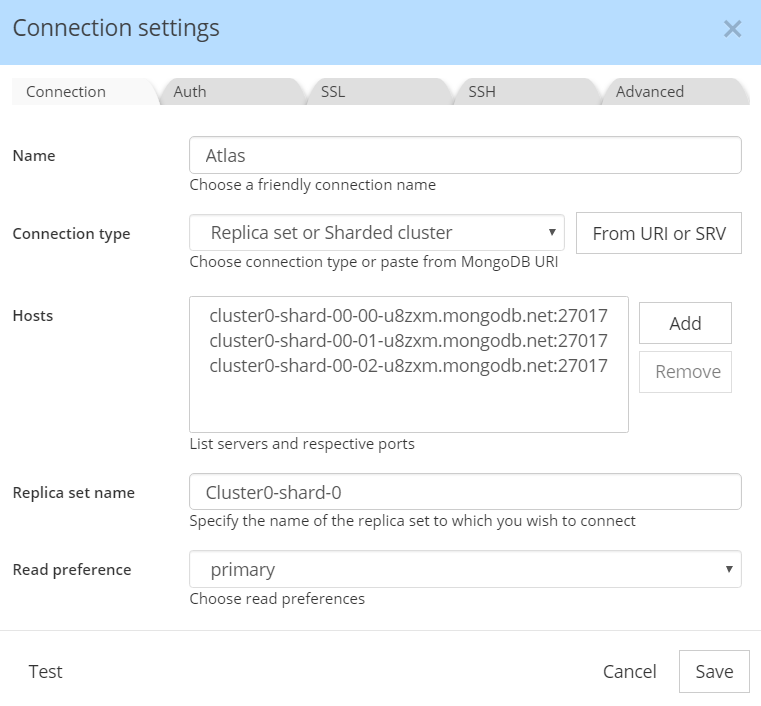 Connection settings
Connection Auth SSL SSH Advanced
Name
Atlas
Choose a friendly connection name
Connection type
Replica set or Sharded cluster
From URI or SRV
Choose connection type or paste from MongoDB URI
Hosts
cluster0-shard-00-00-u8zxm.mongodb.net:27017
cluster0-shard-00-01-u8zxm.mongodb.net:27017
cluster0-shard-00-02-u8zxm.mongodb.net:27017
Add
Remove
List servers and respective ports
Replica set name
Cluster0-shard-0
Specify the name of the replica set to which you wish to connect
Read preference
primary
Choose read preferences
Test
Cancel
Save